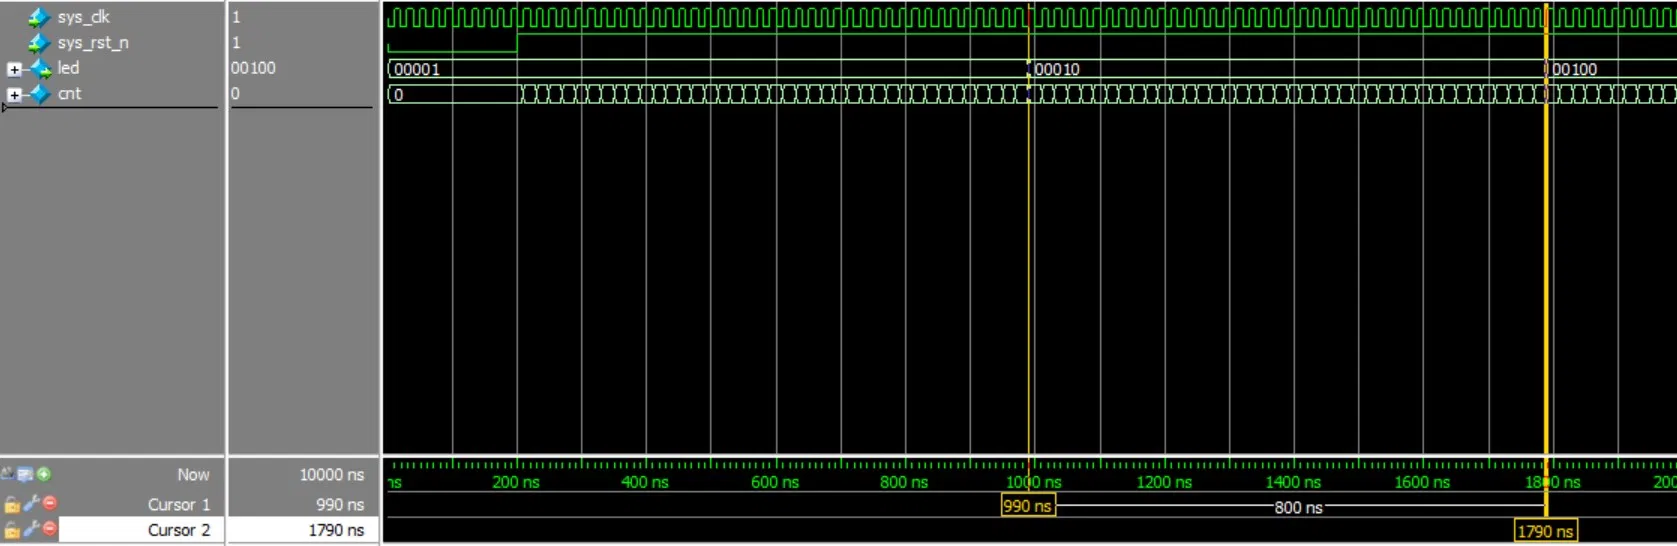 sys_clk 1
sys_rst_n 1
led 00100 00001 00010 00100
cnt 0 0
Now 10000 ns ns 200 ns 400 ns 600 ns 800 ns 1000 ns 1200 ns 1400 ns 1600 ns 1800 ns 200
Cursor 1 990 ns 990 ns 800 ns
Cursor 2 1790 ns 1790 ns